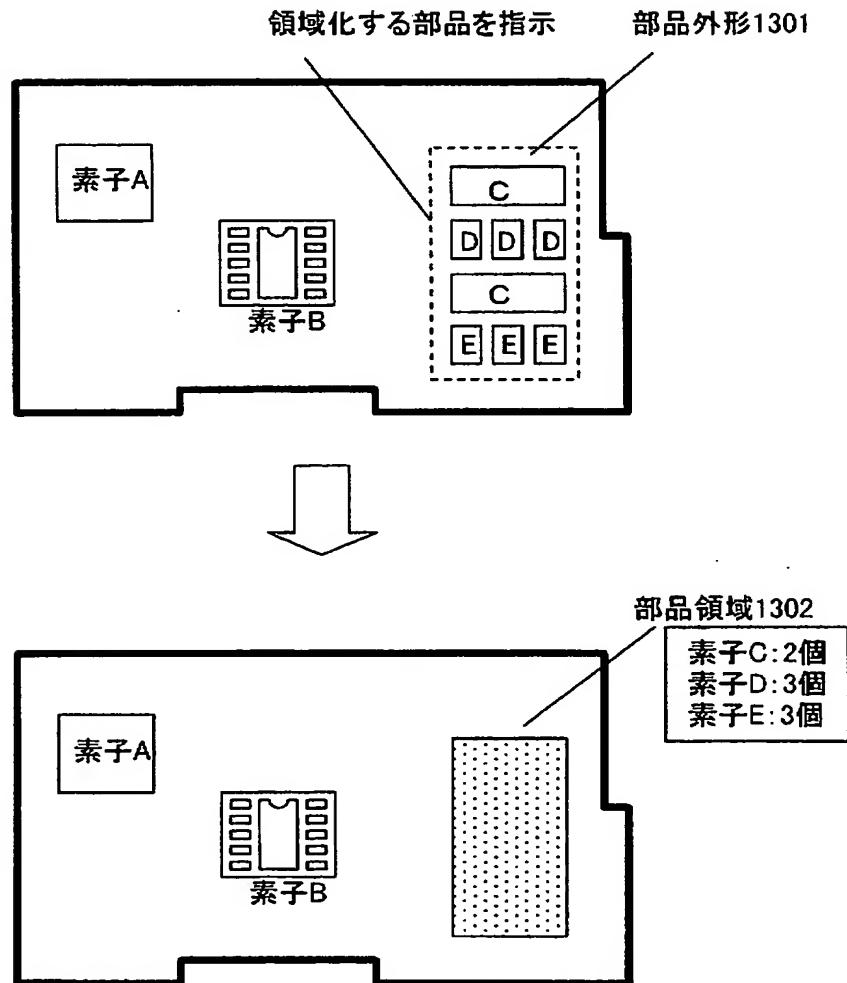 領域化する部品を指示
部品外形1301
素子A
C
D D D
C
E E E
素子B
部品領域1302
素子C:2個
素子D:3個
素子E:3個
素子A
素子B